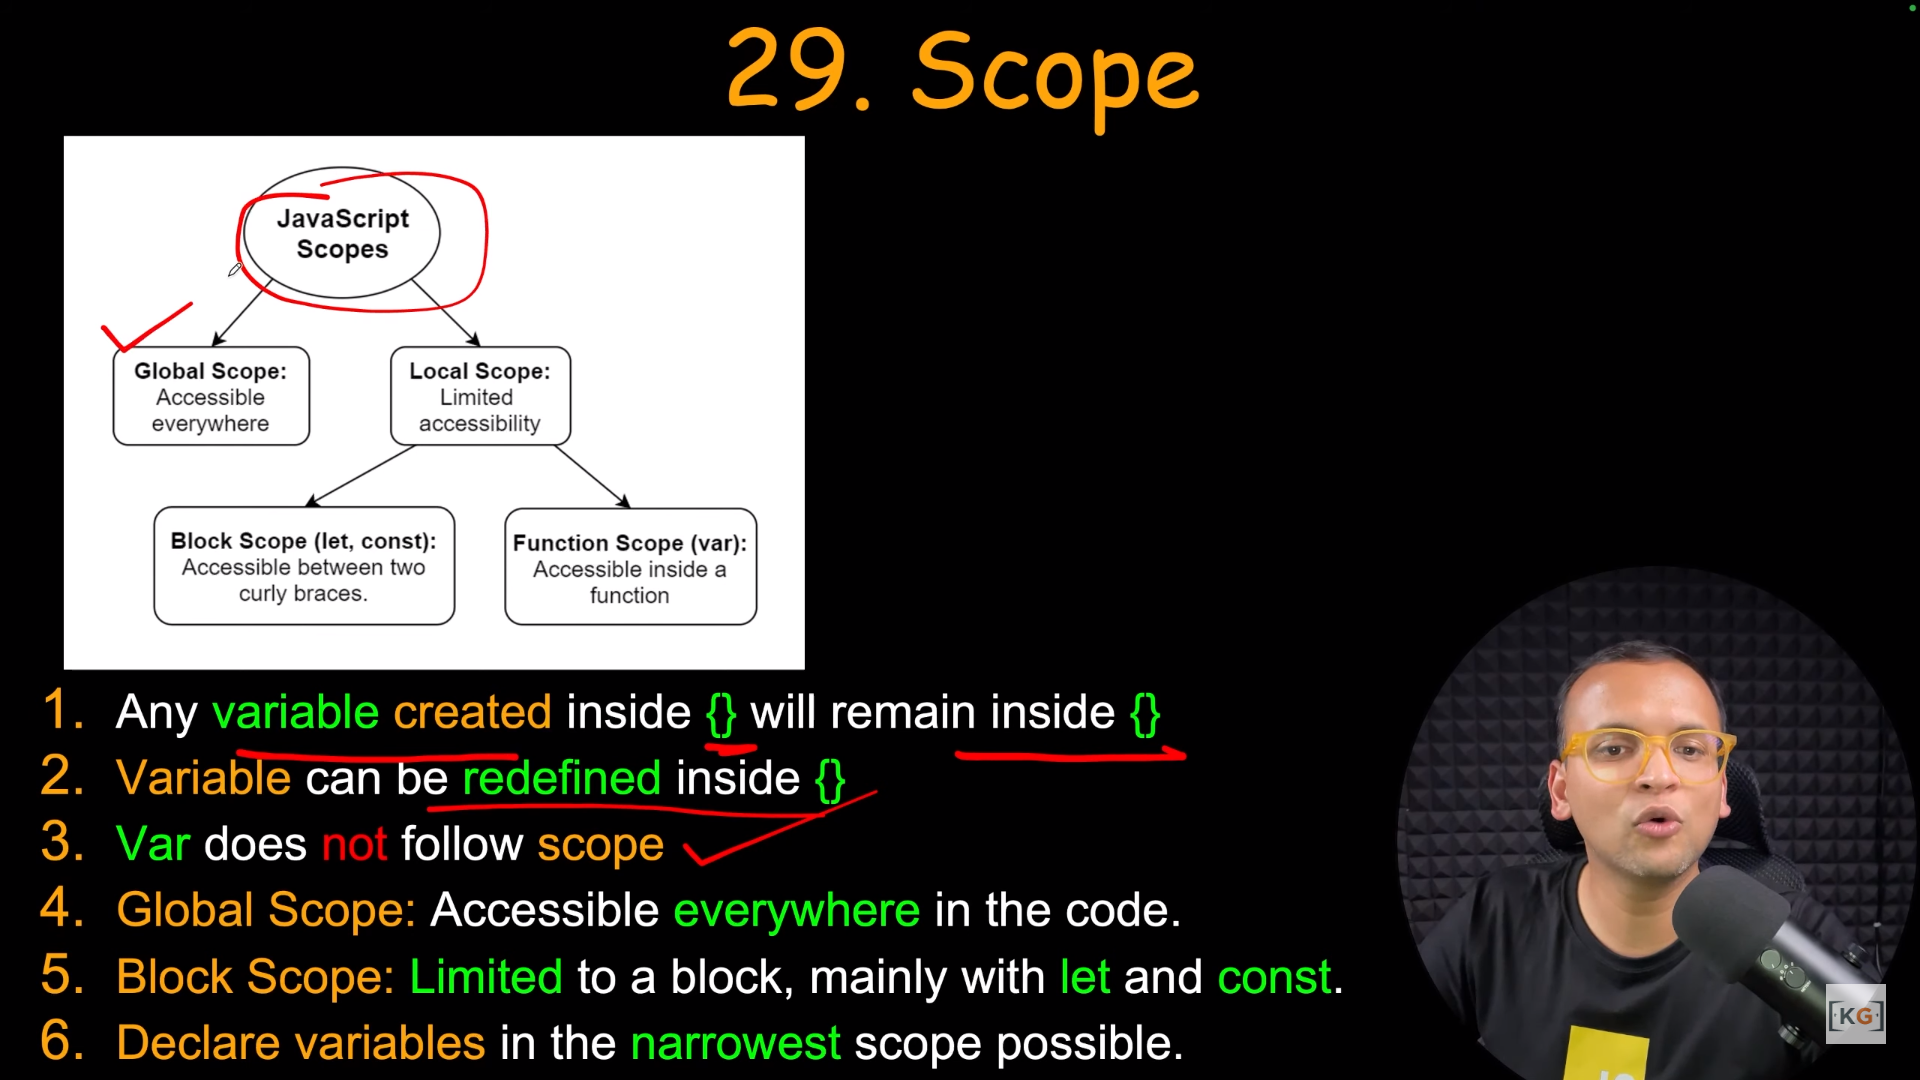 29. Scope
JavaScript
Scopes
Global Scope:
Accessible
everywhere
Local Scope:
Limited
accessibility
Block Scope (let, const):
Accessible between two
curly braces.
Function Scope (var):
Accessible inside a
function
1. Any variable created inside {} will remain inside {}
2. Variable can be redefined inside {}
3. Var does not follow scope
4. Global Scope: Accessible everywhere in the code.
5. Block Scope: Limited to a block, mainly with let and const.
6. Declare variables in the narrowest scope possible.
[KG]